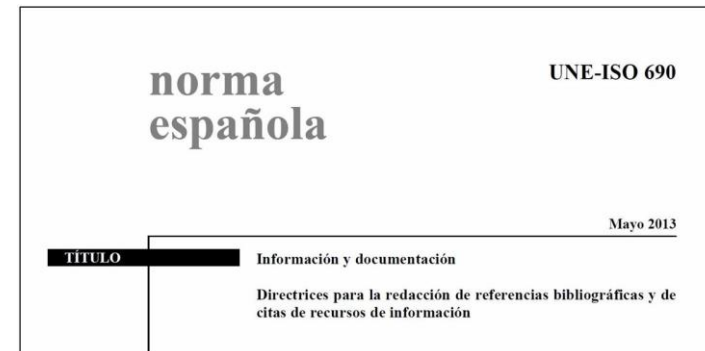 norma
española
UNE-ISO 690
Mayo 2013
TÍTULO
Información y documentación
Directrices para la redacción de referencias bibliográficas y de
citas de recursos de información